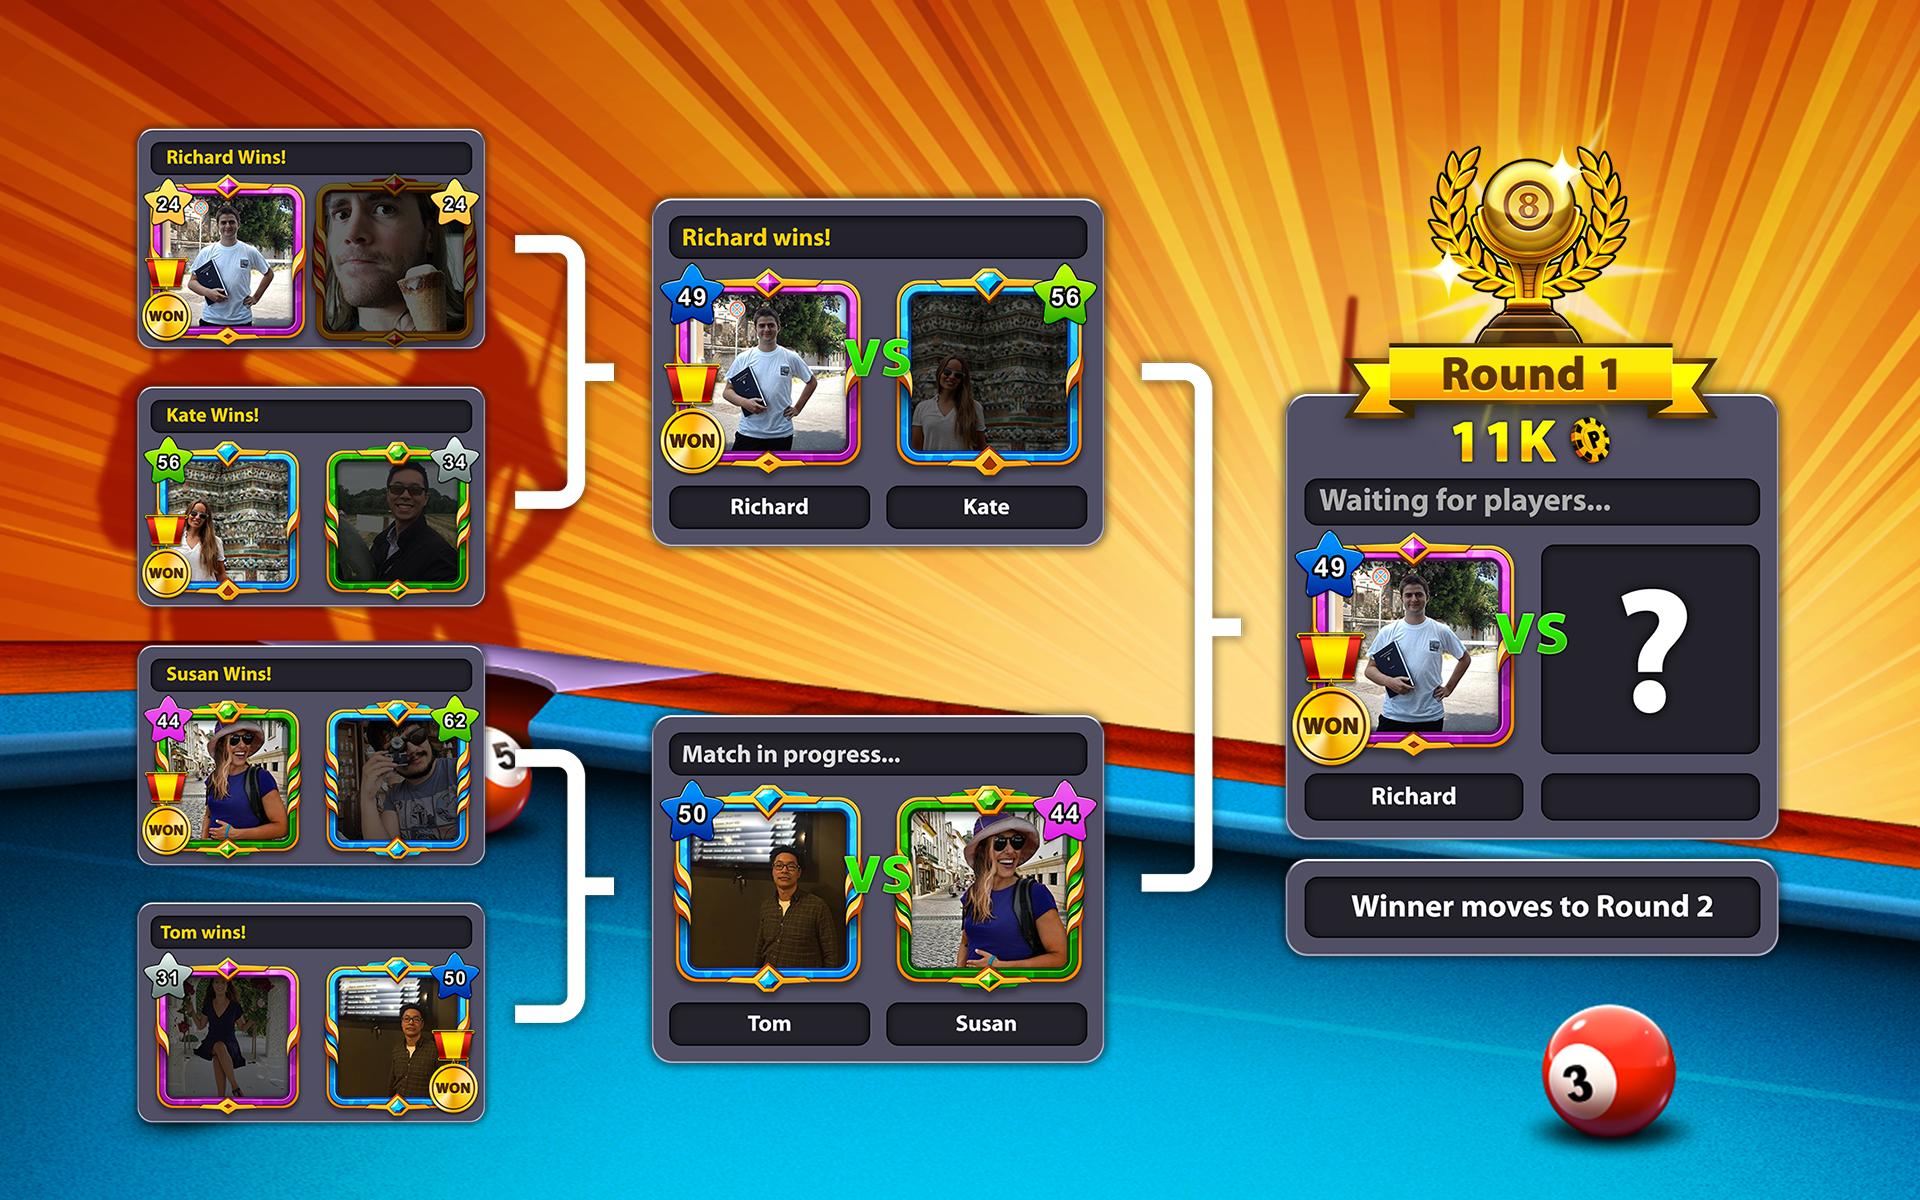 Richard Wins!
24
24
WON
Kate Wins!
56
34
WON
Susan Wins!
44
62
WON
Tom wins!
31
50
WON
Richard wins!
49
56
VS
WON
Richard
Kate
Match in progress...
50
44
VS
Tom
Susan
8
Round 1
11K P
Waiting for players...
49
VS
?
WON
Richard
Winner moves to Round 2
5
3